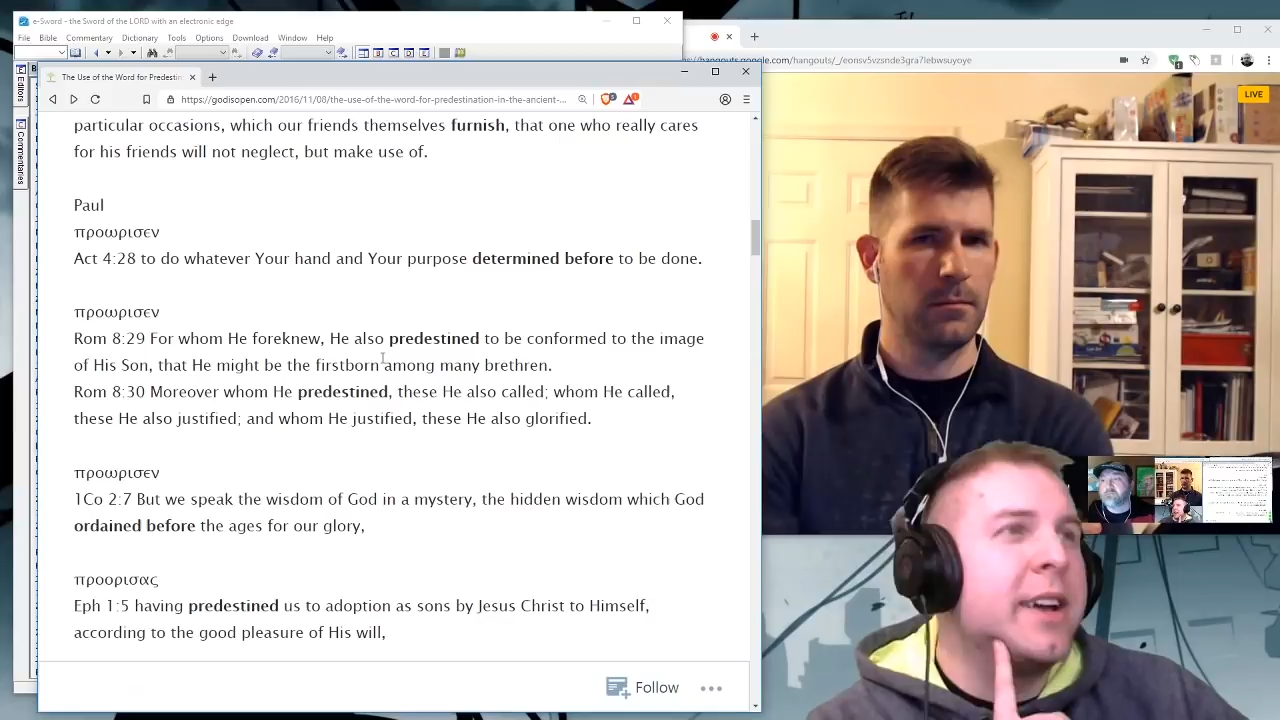 e-Sword - the Sword of the LORD with an electronic edge
File Bible Commentary Dictionary Tools Options Download Window Help
Editors
Commentaries
The Use of the Word for Predestin
https://godisopen.com/2016/11/08/the-use-of-the-word-for-predestination-in-the-ancient-...
particular occasions, which our friends themselves furnish, that one who really cares
for his friends will not neglect, but make use of.
Paul
προωρισεν
Act 4:28 to do whatever Your hand and Your purpose determined before to be done.
προωρισεν
Rom 8:29 For whom He foreknew, He also predestined to be conformed to the image
of His Son, that He might be the firstborn among many brethren.
Rom 8:30 Moreover whom He predestined, these He also called; whom He called,
these He also justified; and whom He justified, these He also glorified.
προωρισεν
1Co 2:7 But we speak the wisdom of God in a mystery, the hidden wisdom which God
ordained before the ages for our glory,
προορισας
Eph 1:5 having predestined us to adoption as sons by Jesus Christ to Himself,
according to the good pleasure of His will,
Follow
LIVE